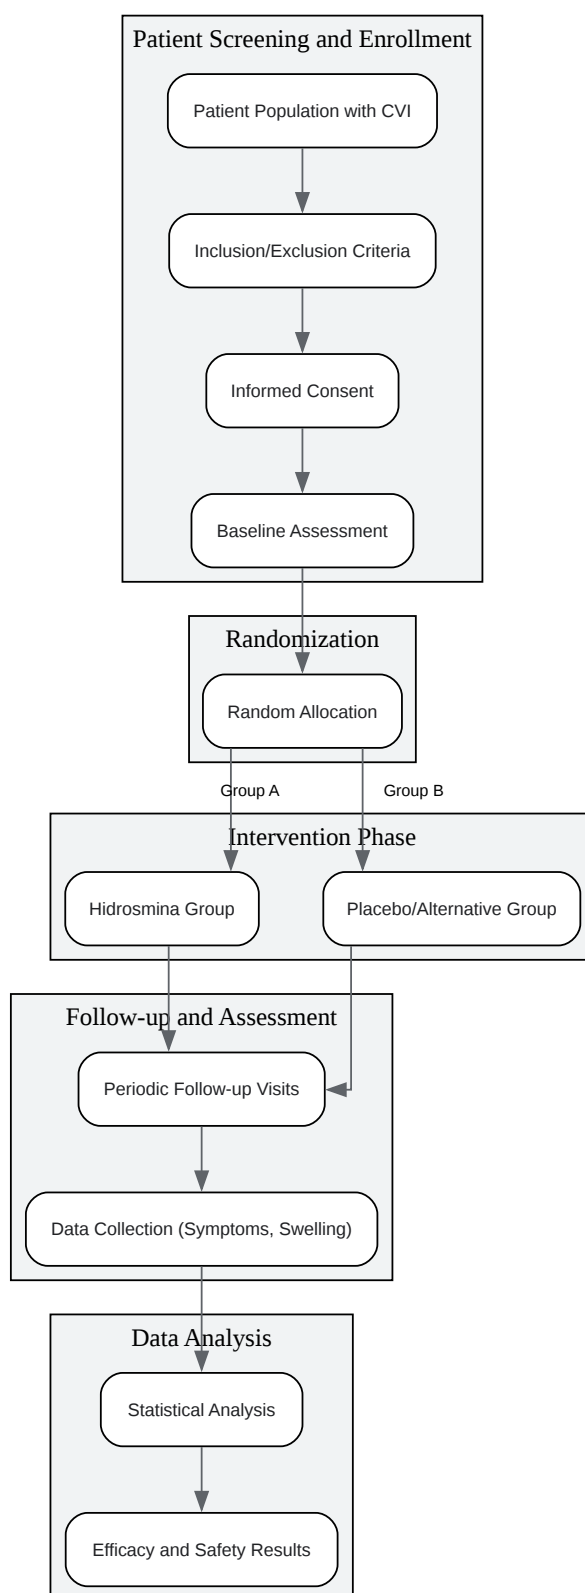 Patient Screening and Enrollment
Patient Population with CVI
Inclusion/Exclusion Criteria
Informed Consent
Baseline Assessment
Randomization
Random Allocation
Group A
Group B
Intervention Phase
Hidrosmina Group
Placebo/Alternative Group
Follow-up and Assessment
Periodic Follow-up Visits
Data Collection (Symptoms, Swelling)
Data Analysis
Statistical Analysis
Efficacy and Safety Results